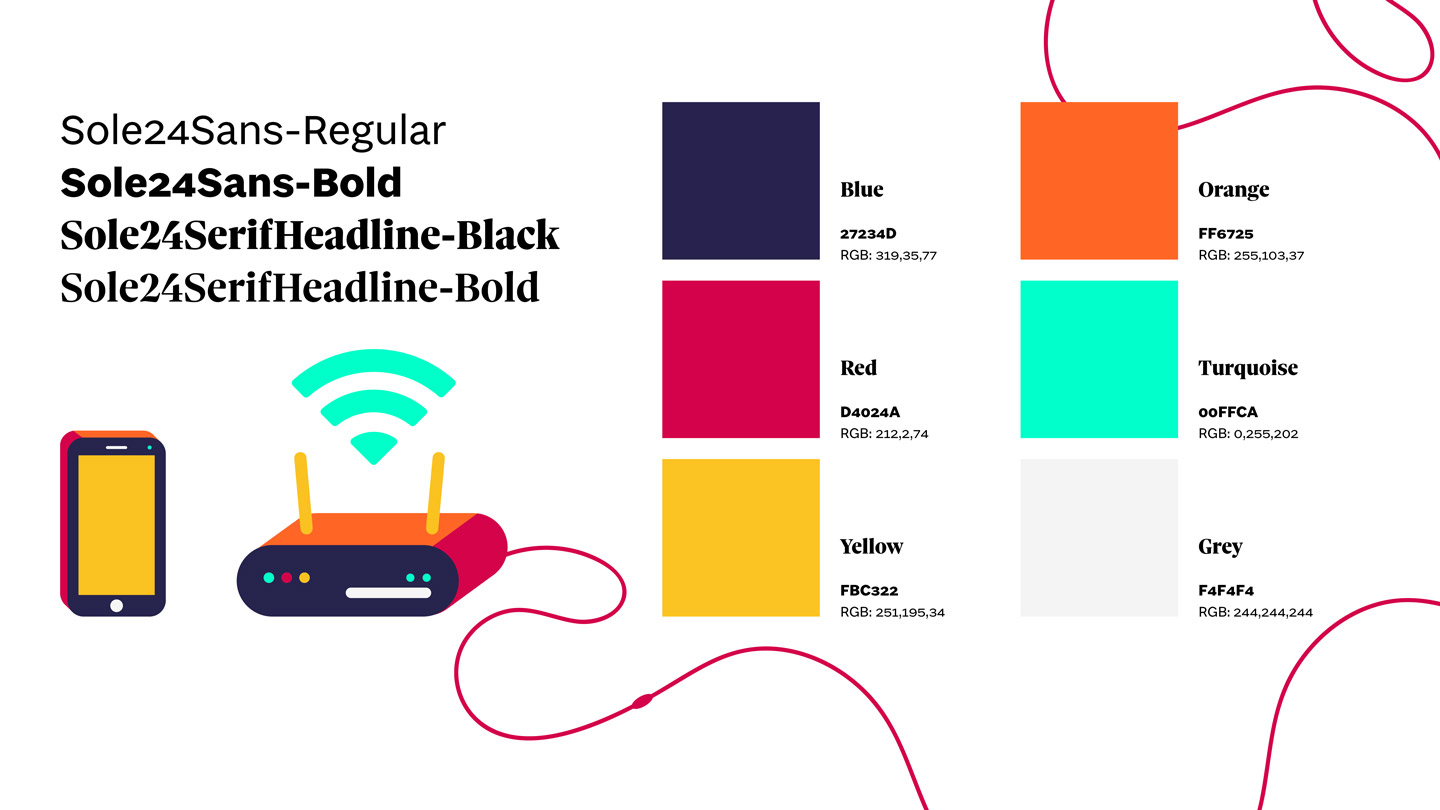 Sole24Sans-Regular
Sole24Sans-Bold
Sole24SerifHeadline-Black
Sole24SerifHeadline-Bold
Blue
27234D
RGB: 319,35,77
Red
D4024A
RGB: 212,2,74
Yellow
FBC322
RGB: 251,195,34
Orange
FF6725
RGB: 255,103,37
Turquoise
00FFCA
RGB: 0,255,202
Grey
F4F4F4
RGB: 244,244,244